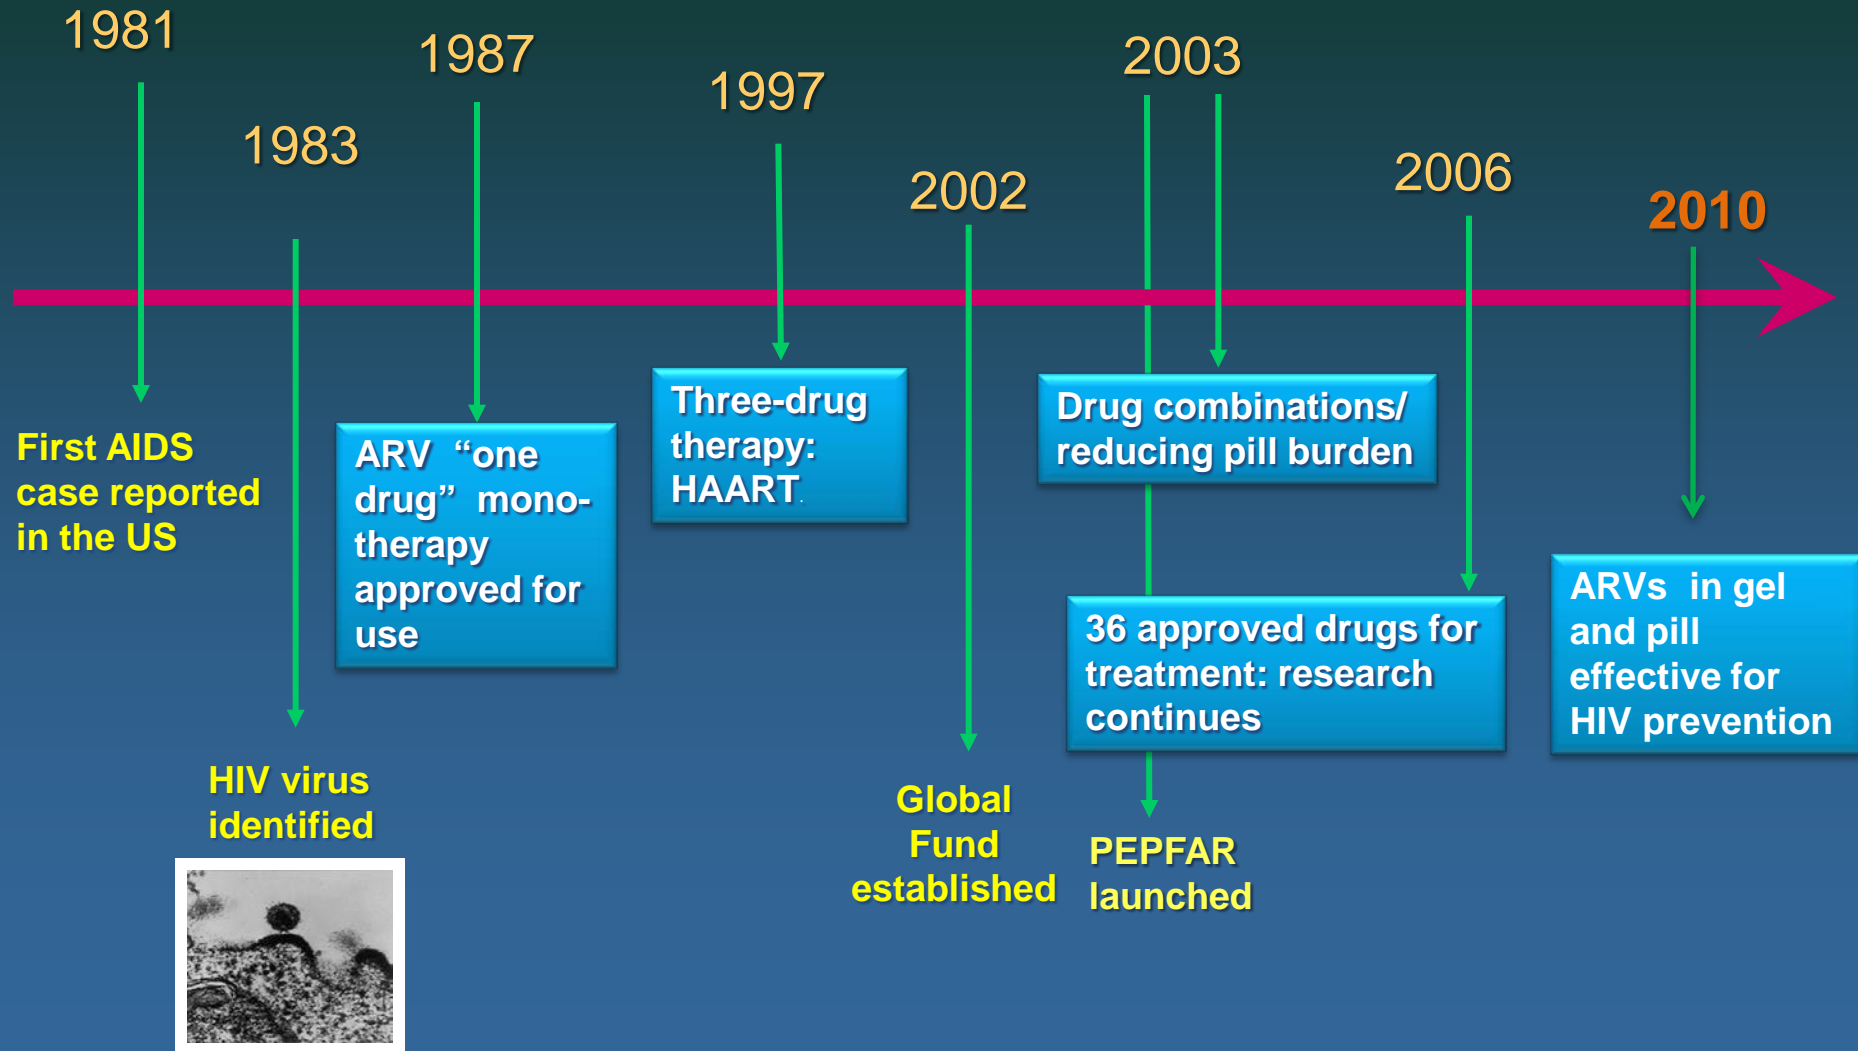 1981
1987
2003
1997
1983
2006
2002
2010
First AIDS
case reported
in the US
ARV “one
drug” mono-
therapy
approved for
use
Three-drug
therapy:
HAART.
Drug combinations/
reducing pill burden
36 approved drugs for
treatment: research
continues
ARVs in gel
and pill
effective for
HIV prevention
HIV virus
identified
Global
Fund
established
PEPFAR
launched